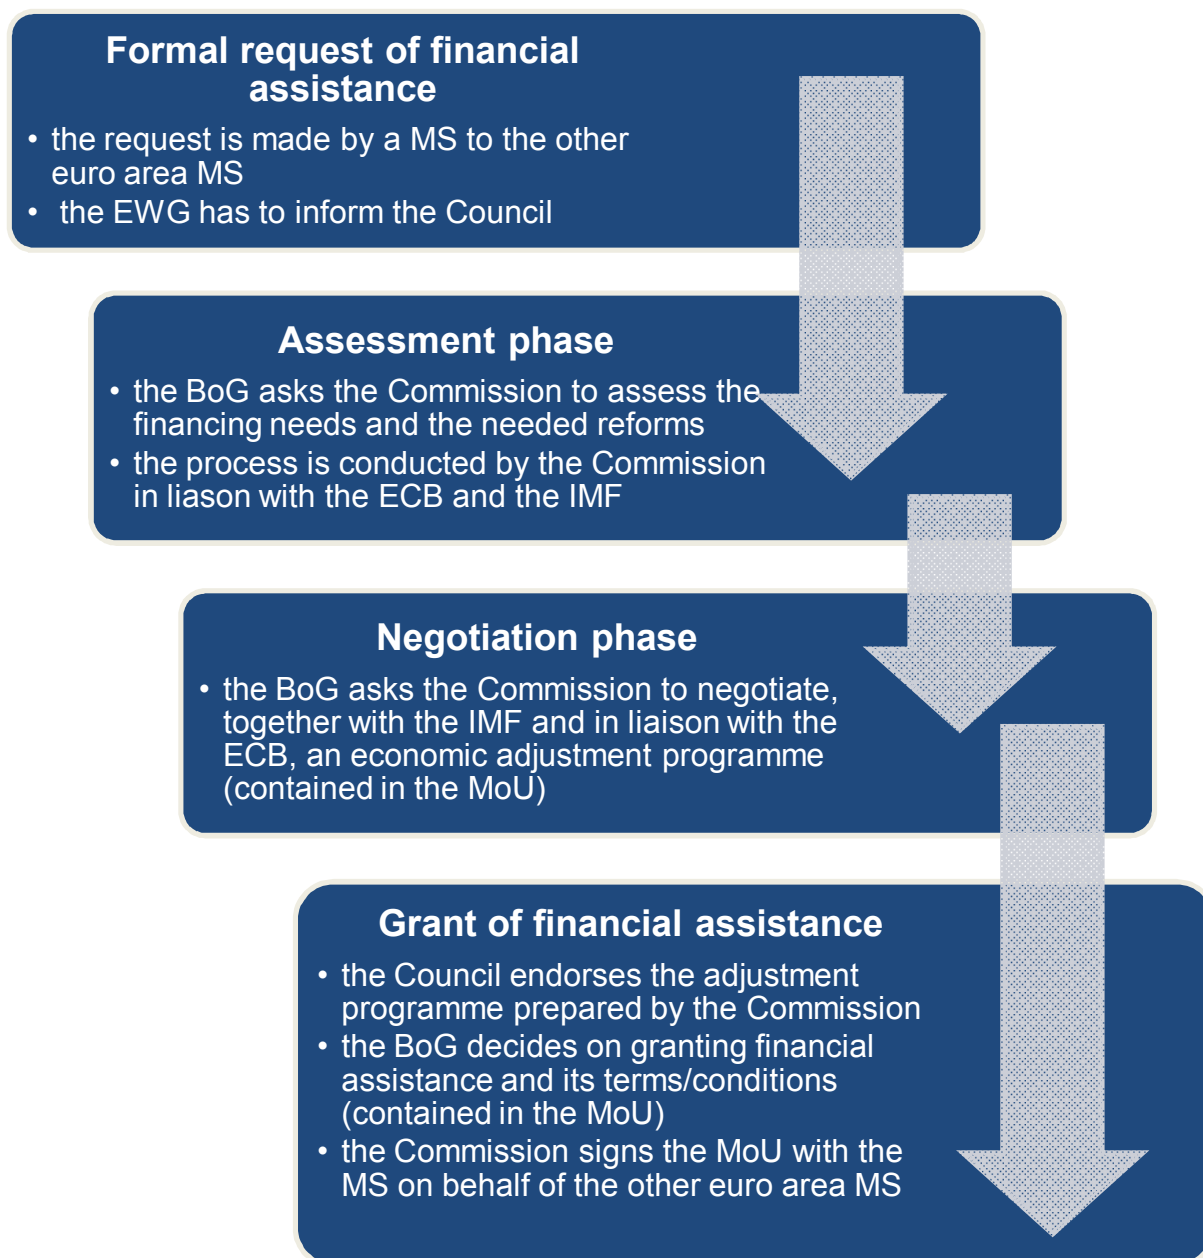 Formal request of financial
assistance
• the request is made by a MS to the other
euro area MS
• the EWG has to inform the Council
Assessment phase
• the BoG asks the Commission to assess the
financing needs and the needed reforms
• the process is conducted by the Commission
in liason with the ECB and the IMF
Negotiation phase
• the BoG asks the Commission to negotiate,
together with the IMF and in liaison with the
ECB, an economic adjustment programme
(contained in the MoU)
Grant of financial assistance
• the Council endorses the adjustment
programme prepared by the Commission
• the BoG decides on granting financial
assistance and its terms/conditions
(contained in the MoU)
• the Commission signs the MoU with the
MS on behalf of the other euro area MS